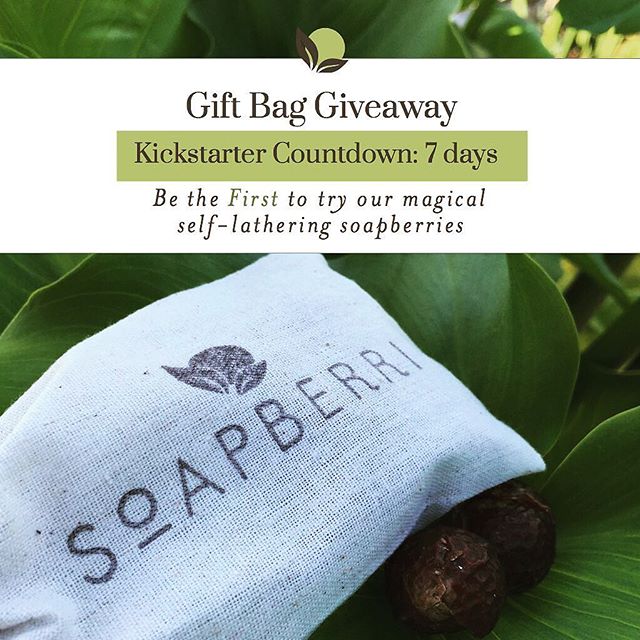 Gift Bag Giveaway
Kickstarter Countdown: 7 days
Be the First to try our magical
self-lathering soapberries
SOAPBERRI